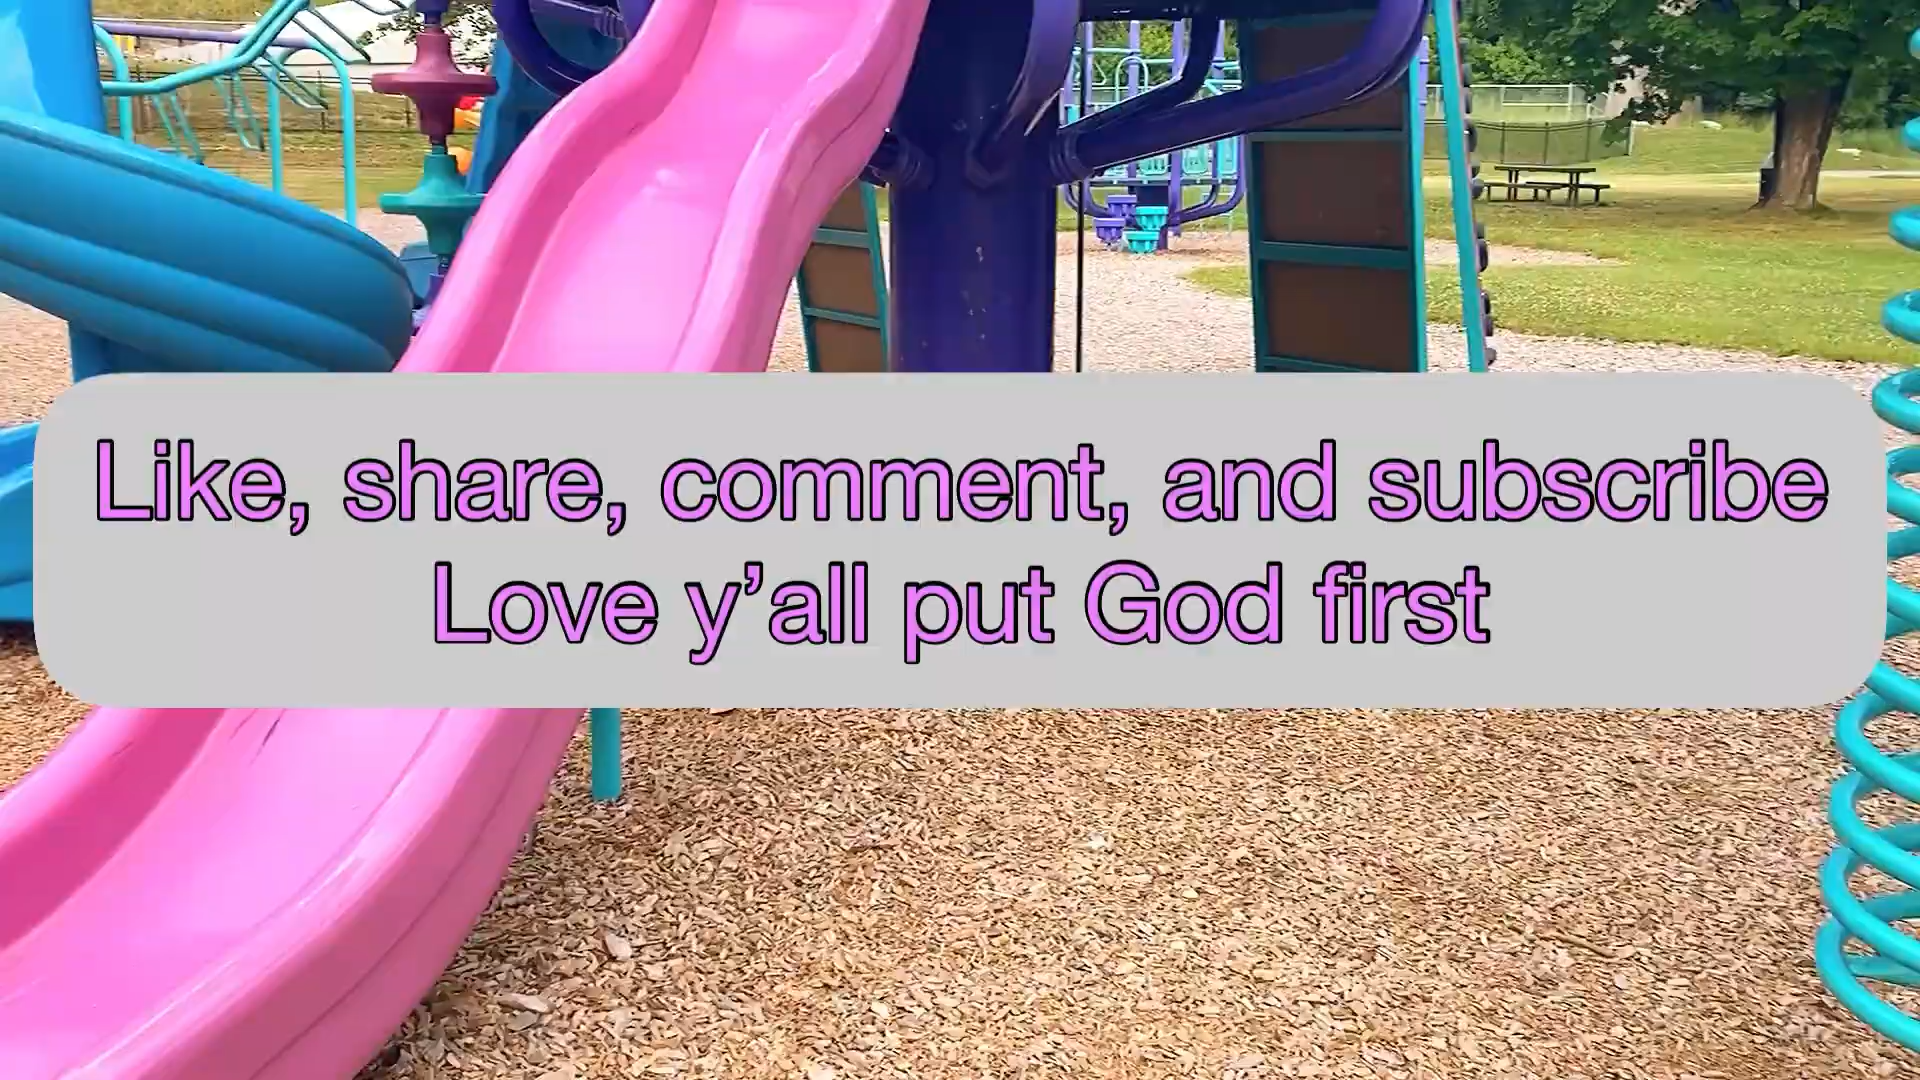 Like, share, comment, and subscribe
Love y’all put God first